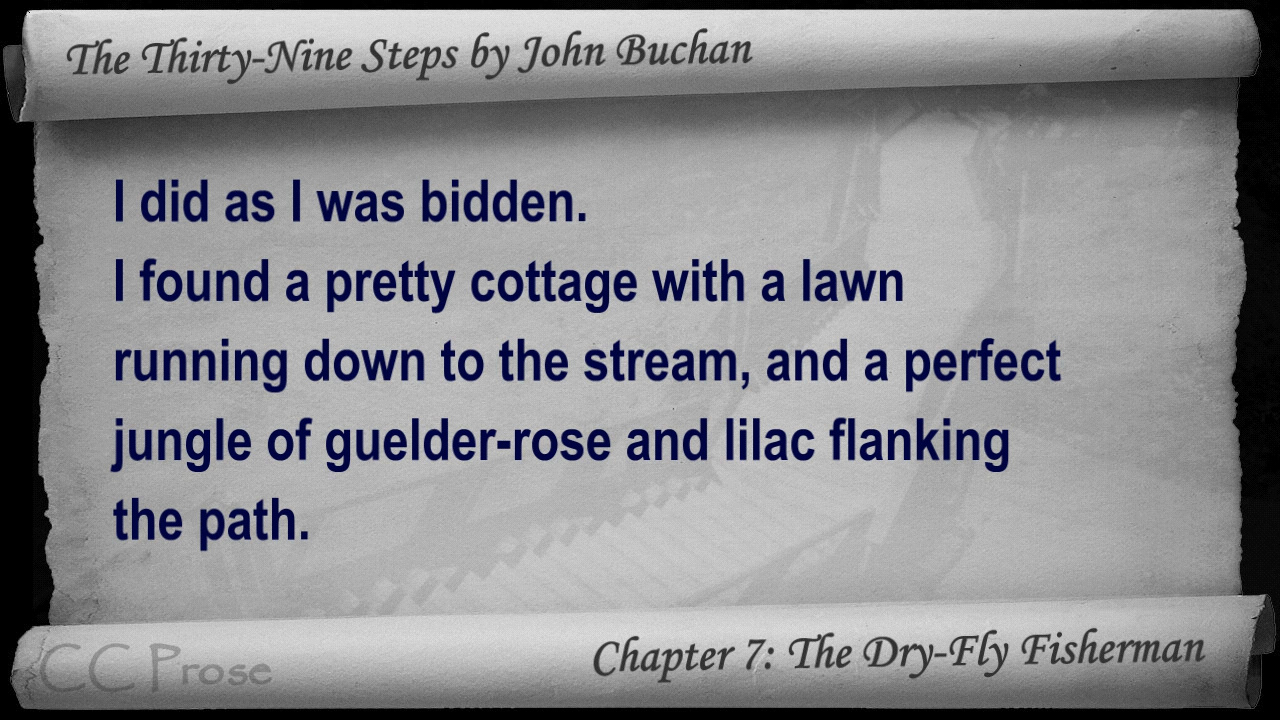 The Thirty-Nine Steps by John Buchan
I did as I was bidden.
I found a pretty cottage with a lawn
running down to the stream, and a perfect
jungle of guelder-rose and lilac flanking
the path.
CC Prose
Chapter 7: The Dry-Fly Fisherman